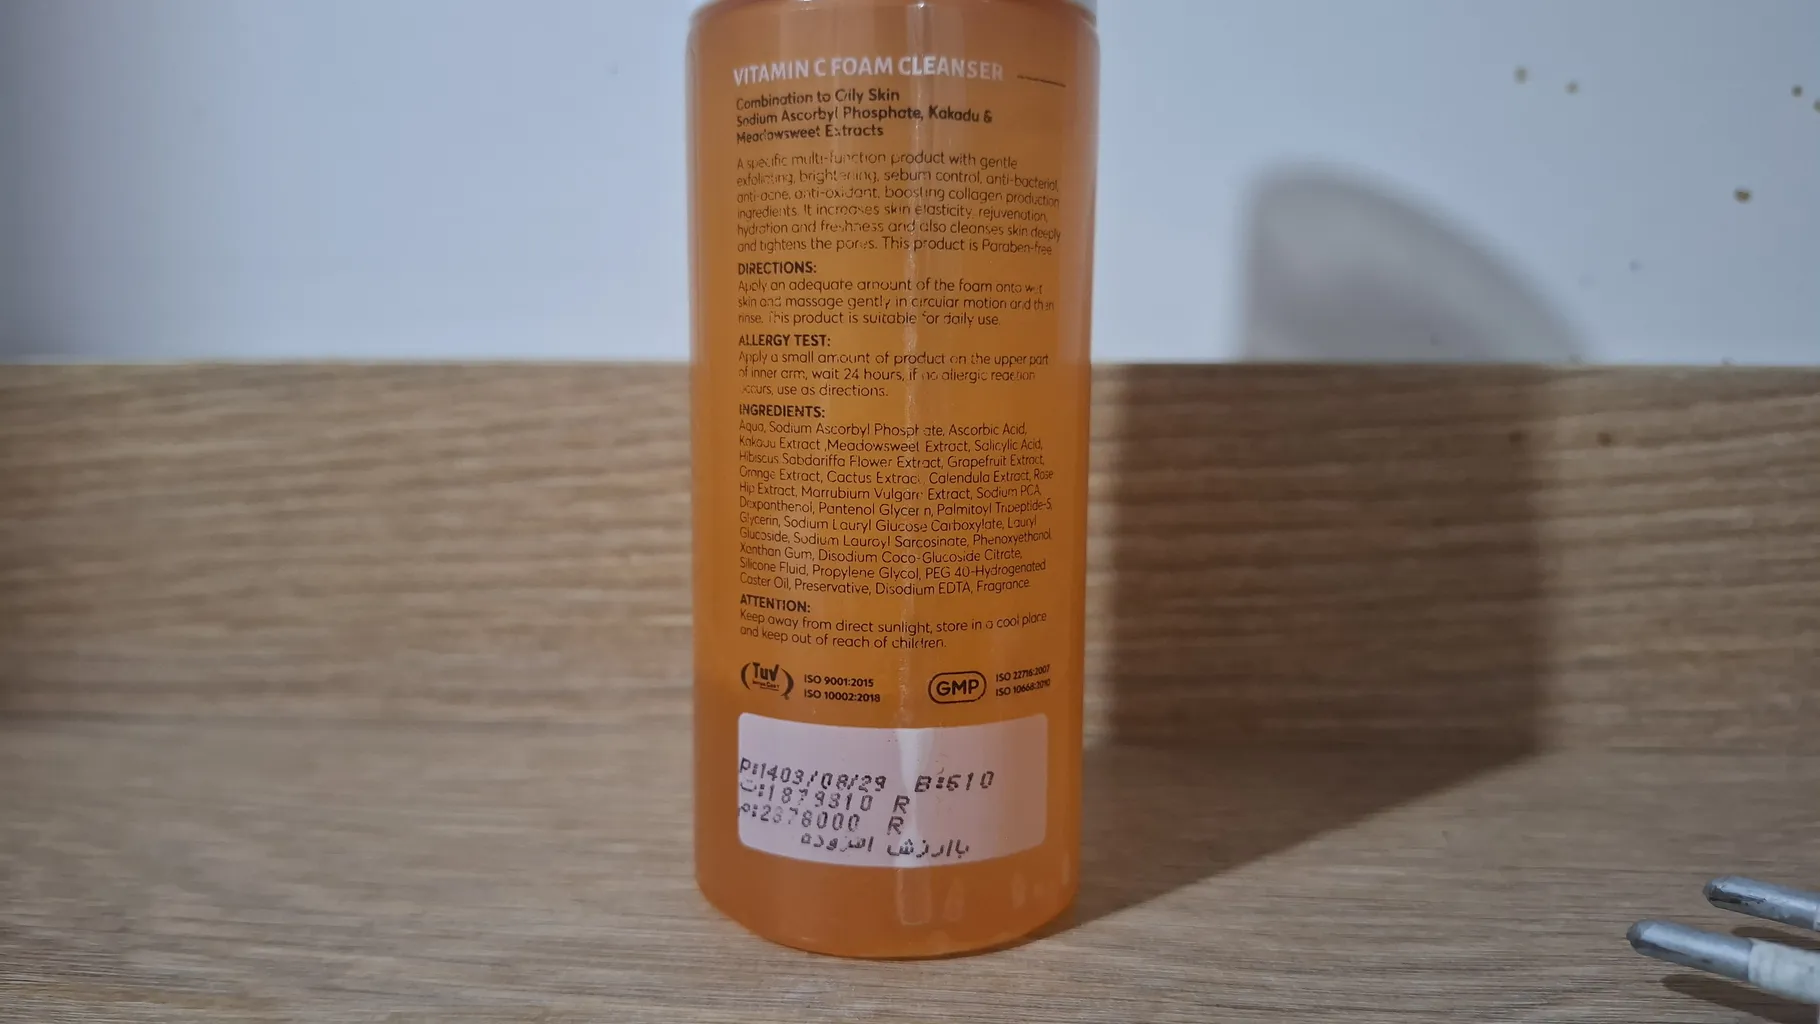 VITAMIN C FOAM CLEANSER
Combination to Oily Skin
Sodium Ascorbyl Phosphate, Kakadu &
Meadowsweet Extracts
A specific multi-function product with gentle
exfoliating, brightening, sebum control, anti-bacterial,
anti-acne, anti-oxidant, boosting collagen production
ingredients. It increases skin elasticity, rejuvenation,
hydration and freshness and also cleanses skin deeply
and tightens the pores. This product is Paraben-free
DIRECTIONS:
Apply an adequate amount of the foam onto wet
skin and massage gently in circular motion and then
rinse. This product is suitable for daily use.
ALLERGY TEST:
Apply a small amount of product on the upper part
of inner arm, wait 24 hours, if no allergic reaction
occurs, use as directions.
INGREDIENTS:
Aqua, Sodium Ascorbyl Phosphate, Ascorbic Acid,
Kakadu Extract ,Meadowsweet Extract, Salicylic Acid,
Hibiscus Sabdariffa Flower Extract, Grapefruit Extract,
Orange Extract, Cactus Extract, Calendula Extract, Rose
Hip Extract, Marrubium Vulgare Extract, Sodium PCA,
Dexpanthenol, Pantenol Glycerin, Palmitoyl Tripeptide-5,
Glycerin, Sodium Lauryl Glucose Carboxylate, Lauryl
Glucoside, Sodium Lauroyl Sarcosinate, Phenoxyethanol,
Xanthan Gum, Disodium Coco-Glucoside Citrate,
Silicone Fluid, Propylene Glycol, PEG 40-Hydrogenated
Caster Oil, Preservative, Disodium EDTA, Fragrance.
ATTENTION:
Keep away from direct sunlight, store in a cool place
and keep out of reach of children.
TUV
ISO 9001:2015
ISO 10002:2018
GMP
ISO 22716:2007
ISO 10668:2010
P:1403/08/29 B:610
ت:1879310 R
م:2378000 R
باارزش افزوده